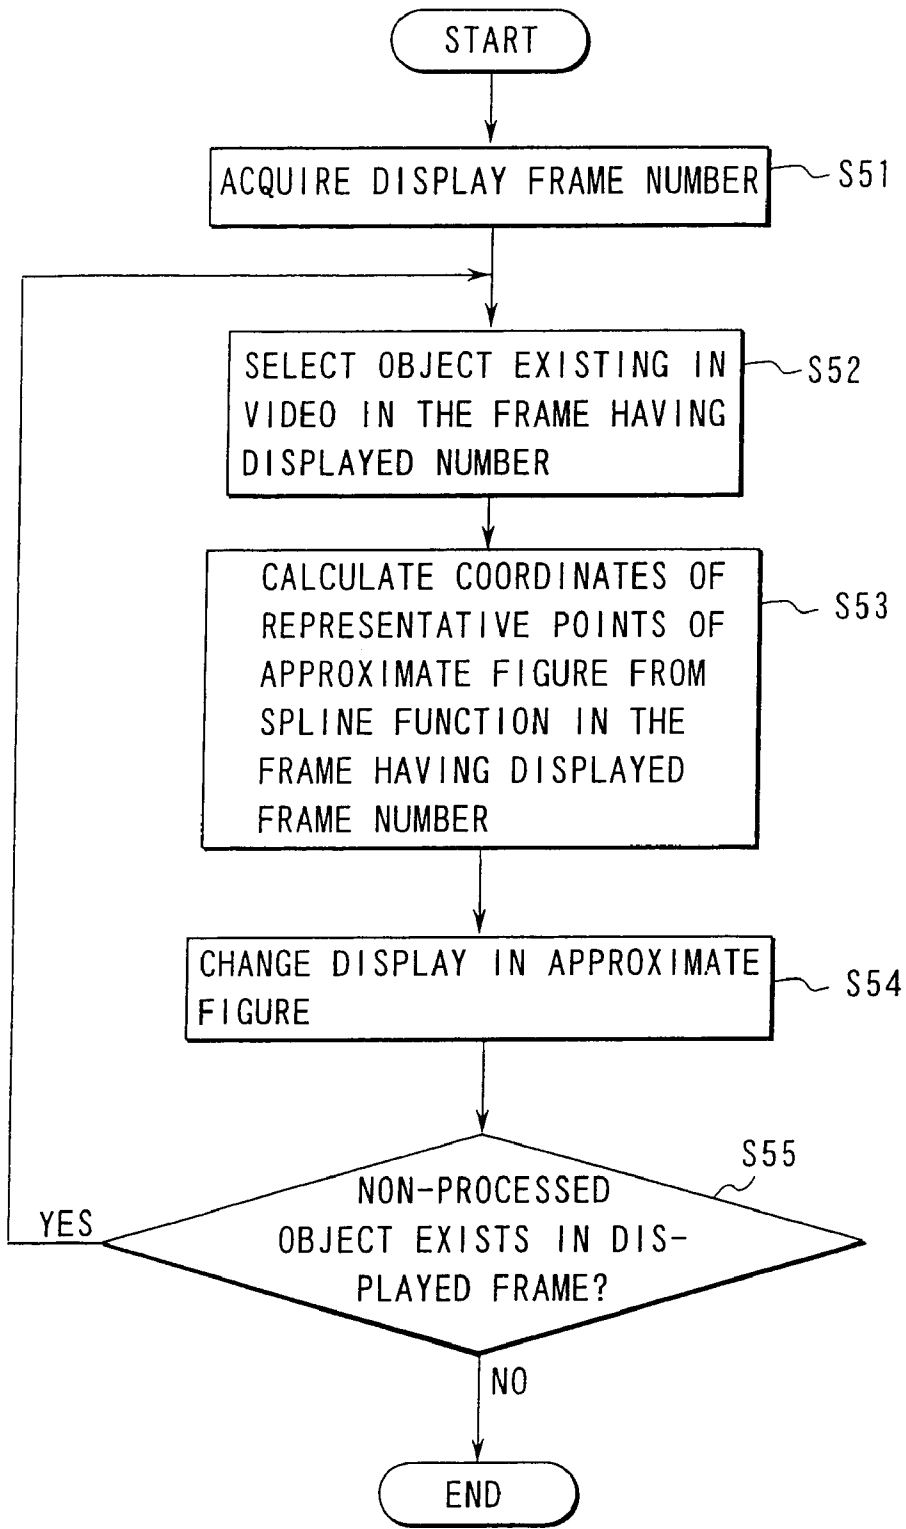 START
ACQUIRE DISPLAY FRAME NUMBER
S51
SELECT OBJECT EXISTING IN
VIDEO IN THE FRAME HAVING
DISPLAYED NUMBER
S52
CALCULATE COORDINATES OF
REPRESENTATIVE POINTS OF
APPROXIMATE FIGURE FROM
SPLINE FUNCTION IN THE
FRAME HAVING DISPLAYED
FRAME NUMBER
S53
CHANGE DISPLAY IN APPROXIMATE
FIGURE
S54
S55
NON-PROCESSED
OBJECT EXISTS IN DIS-
PLAYED FRAME?
YES
NO
END